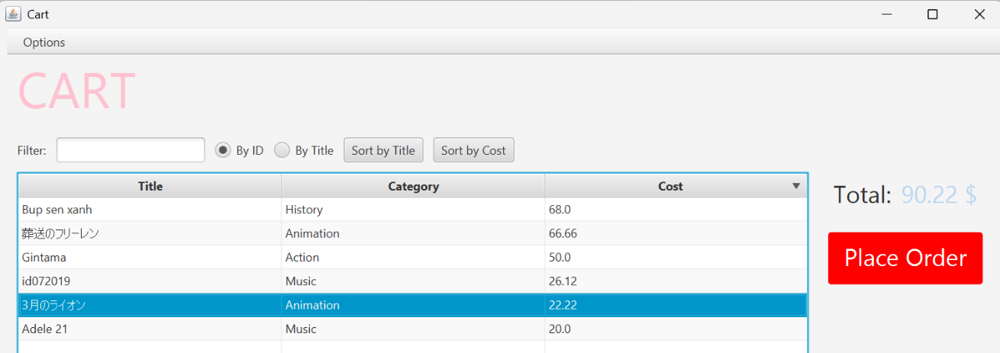 Cart
Options
CART
Filter: By ID By Title Sort by Title Sort by Cost
Title Category Cost
Bup sen xanh History 68.0
葬送のフリーレン Animation 66.66
Gintama Action 50.0
id072019 Music 26.12
3月のライオン Animation 22.22
Adele 21 Music 20.0
Total: 90.22 $
Place Order